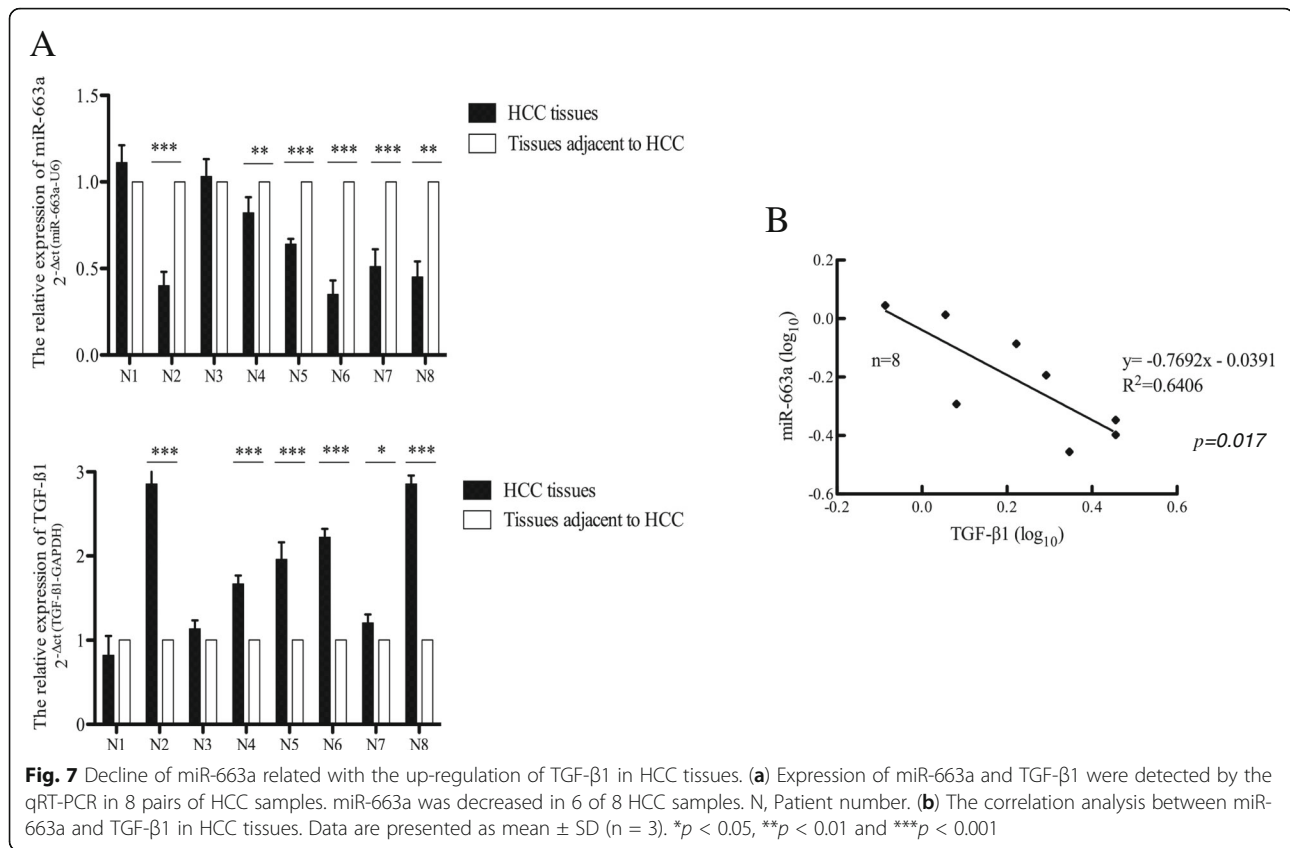 A
The relative expression of miR-663a
2-Δct (miR-663a-U6)
1.5
1.0
0.5
0.0
*** ** *** *** *** **
N1 N2 N3 N4 N5 N6 N7 N8
HCC tissues
Tissues adjacent to HCC
The relative expression of TGF-ß1
2-Δct (TGF-ß1-GAPDH)
3
2
1
0
*** *** *** *** * ***
N1 N2 N3 N4 N5 N6 N7 N8
HCC tissues
Tissues adjacent to HCC
B
miR-663a (log10)
0.2
0.0
-0.2
-0.4
-0.6
-0.2 0.0 0.2 0.4 0.6
TGF-β1 (log10)
n=8
y= -0.7692x - 0.0391
R2=0.6406
p=0.017
Fig. 7 Decline of miR-663a related with the up-regulation of TGF-β1 in HCC tissues. (a) Expression of miR-663a and TGF-β1 were detected by the
qRT-PCR in 8 pairs of HCC samples. miR-663a was decreased in 6 of 8 HCC samples. N, Patient number. (b) The correlation analysis between miR-
663a and TGF-β1 in HCC tissues. Data are presented as mean ± SD (n = 3). *p < 0.05, **p < 0.01 and ***p < 0.001